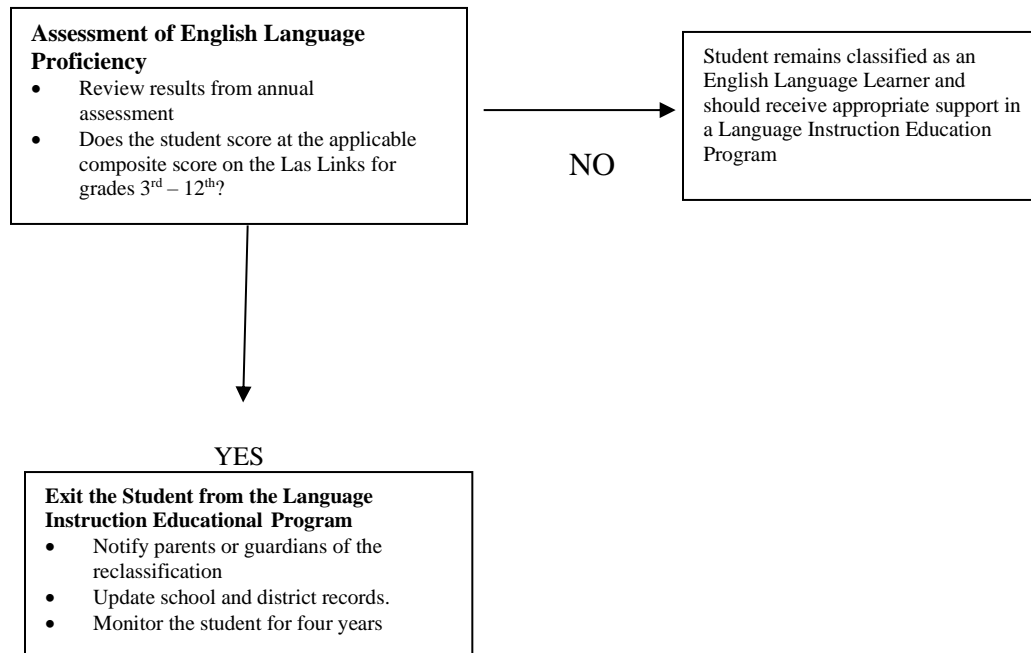 Assessment of English Language
Proficiency
• Review results from annual
assessment
• Does the student score at the applicable
composite score on the Las Links for
grades 3rd – 12th?
NO
Student remains classified as an
English Language Learner and
should receive appropriate support in
a Language Instruction Education
Program
YES
Exit the Student from the Language
Instruction Educational Program
• Notify parents or guardians of the
reclassification
• Update school and district records.
• Monitor the student for four years